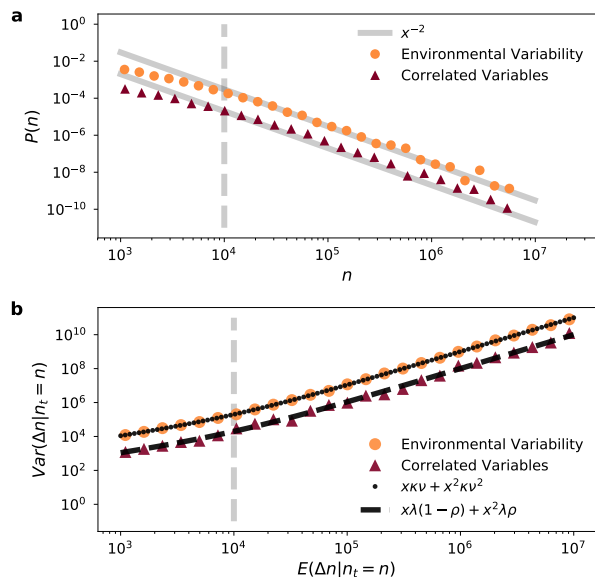 a
10^0
10^-2
10^-4
10^-6
10^-8
10^-10
P(n)
x^-2
Environmental Variability
Correlated Variables
10^3 10^4 10^5 10^6 10^7
n
b
10^10
10^8
10^6
10^4
10^2
10^0
Var(Δn|n_t = n)
Environmental Variability
Correlated Variables
xκν + x^2κν^2
xλ(1 − ρ) + x^2λρ
10^3 10^4 10^5 10^6 10^7
E(Δn|n_t = n)